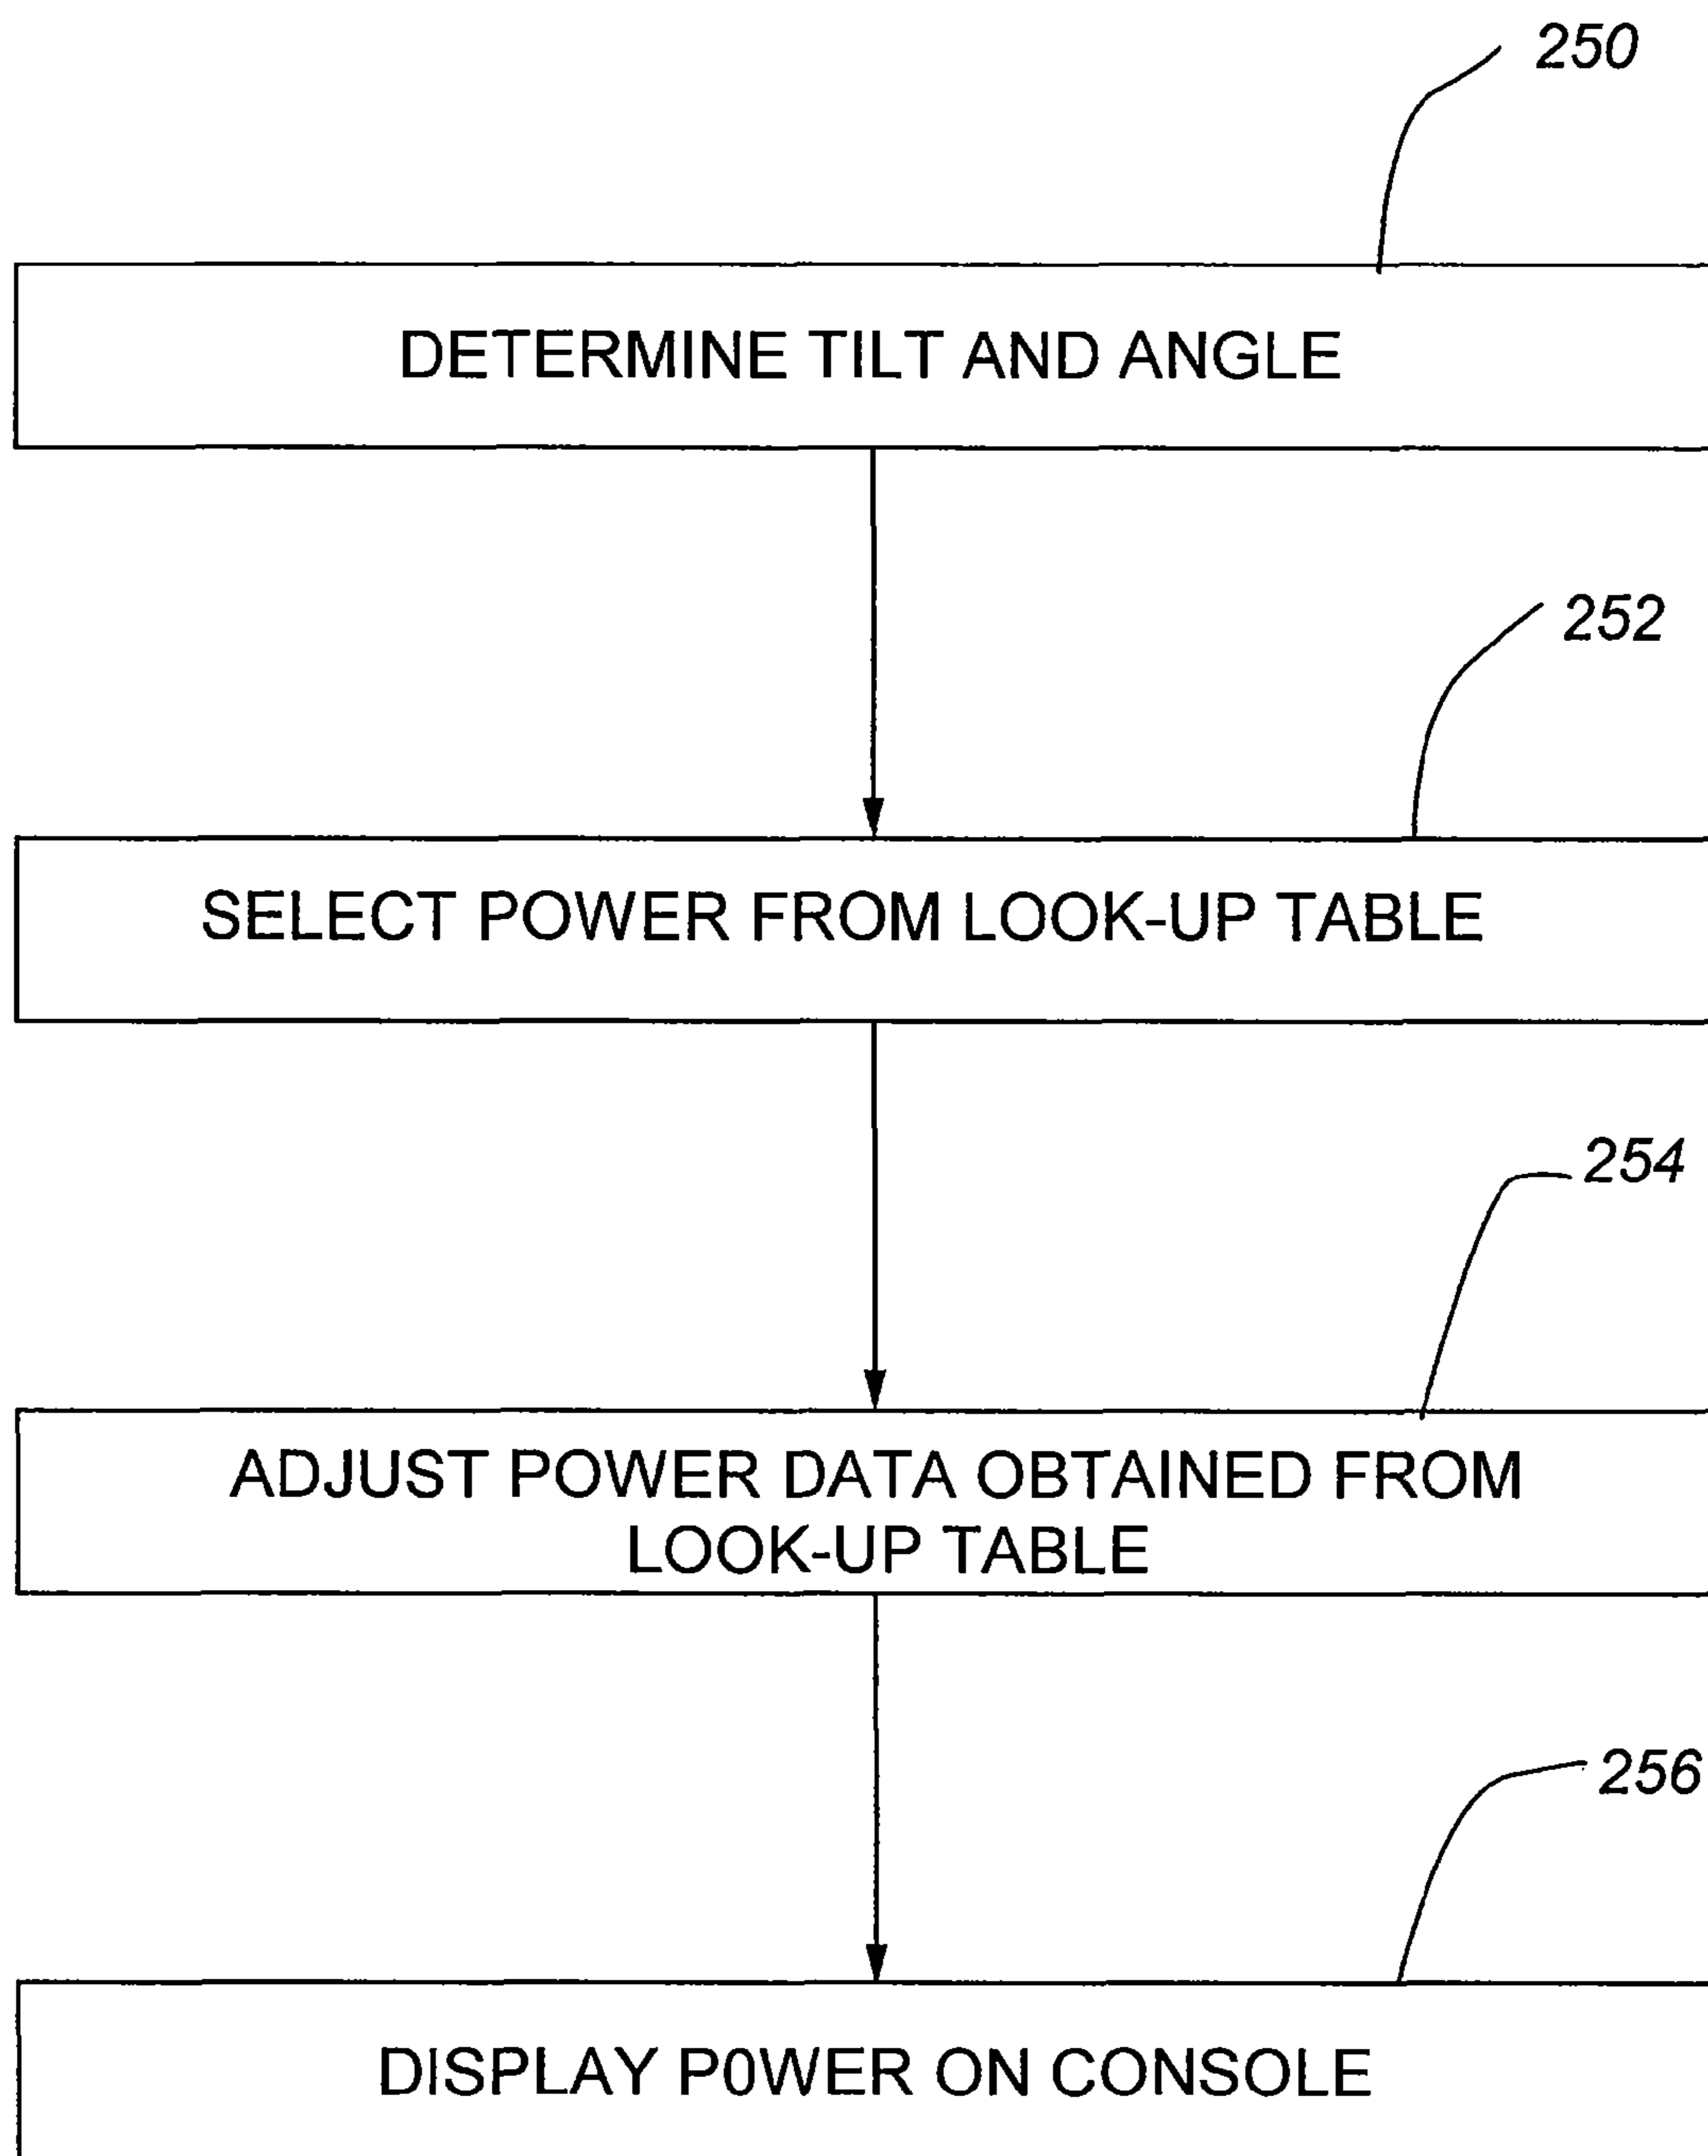 250
DETERMINE TILT AND ANGLE
252
SELECT POWER FROM LOOK-UP TABLE
254
ADJUST POWER DATA OBTAINED FROM
LOOK-UP TABLE
256
DISPLAY P0WER ON CONSOLE